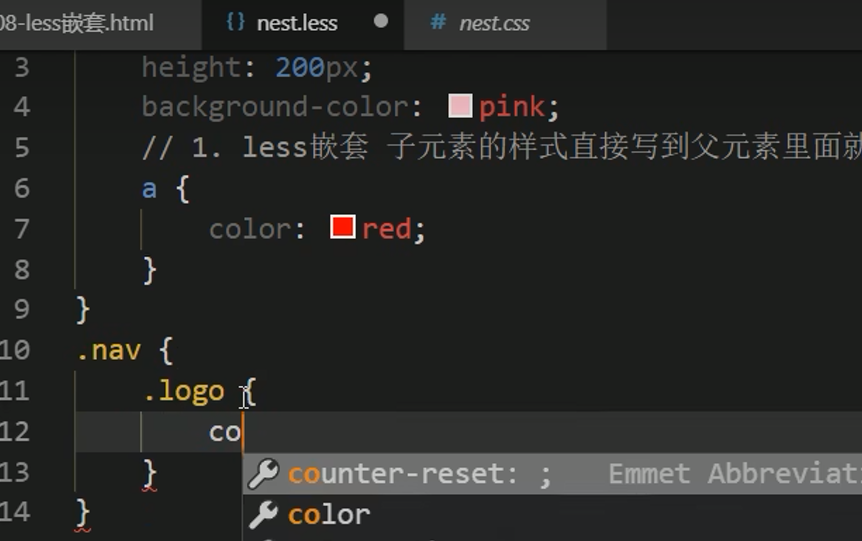 08-less嵌套.html {} nest.less # nest.css
3 height: 200px;
4 background-color: pink;
5 // 1. less嵌套 子元素的样式直接写到父元素里面就
6 a {
7 color: red;
8 }
9 }
10 .nav {
11 .logo {
12 co
13 }
counter-reset: ; Emmet Abbreviat
14 }
color